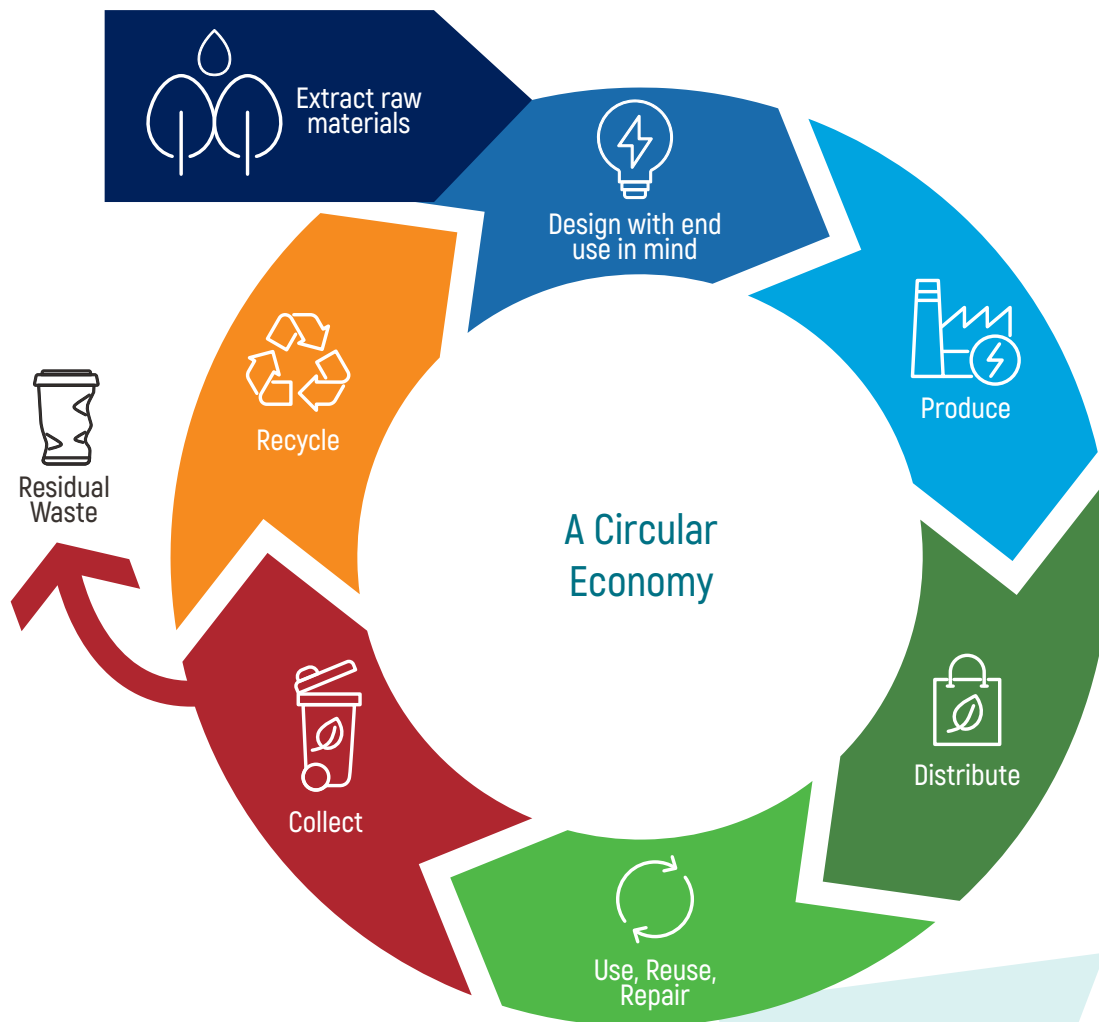 Extract raw
materials
Design with end
use in mind
Produce
Distribute
Use, Reuse,
Repair
Collect
Recycle
Residual
Waste
A Circular
Economy